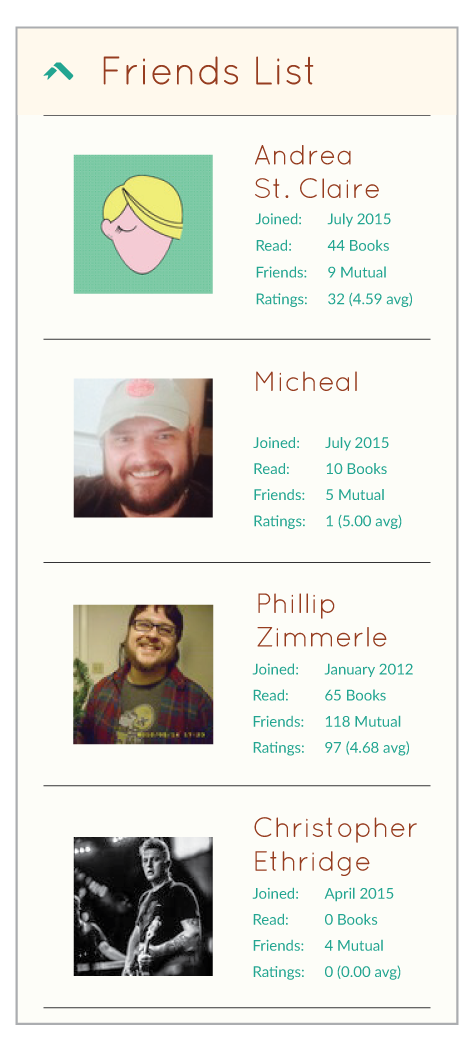 Friends List
Andrea
St. Claire
Joined: July 2015
Read: 44 Books
Friends: 9 Mutual
Ratings: 32 (4.59 avg)
Micheal
Joined: July 2015
Read: 10 Books
Friends: 5 Mutual
Ratings: 1 (5.00 avg)
Phillip
Zimmerle
Joined: January 2012
Read: 65 Books
Friends: 118 Mutual
Ratings: 97 (4.68 avg)
Christopher
Ethridge
Joined: April 2015
Read: 0 Books
Friends: 4 Mutual
Ratings: 0 (0.00 avg)